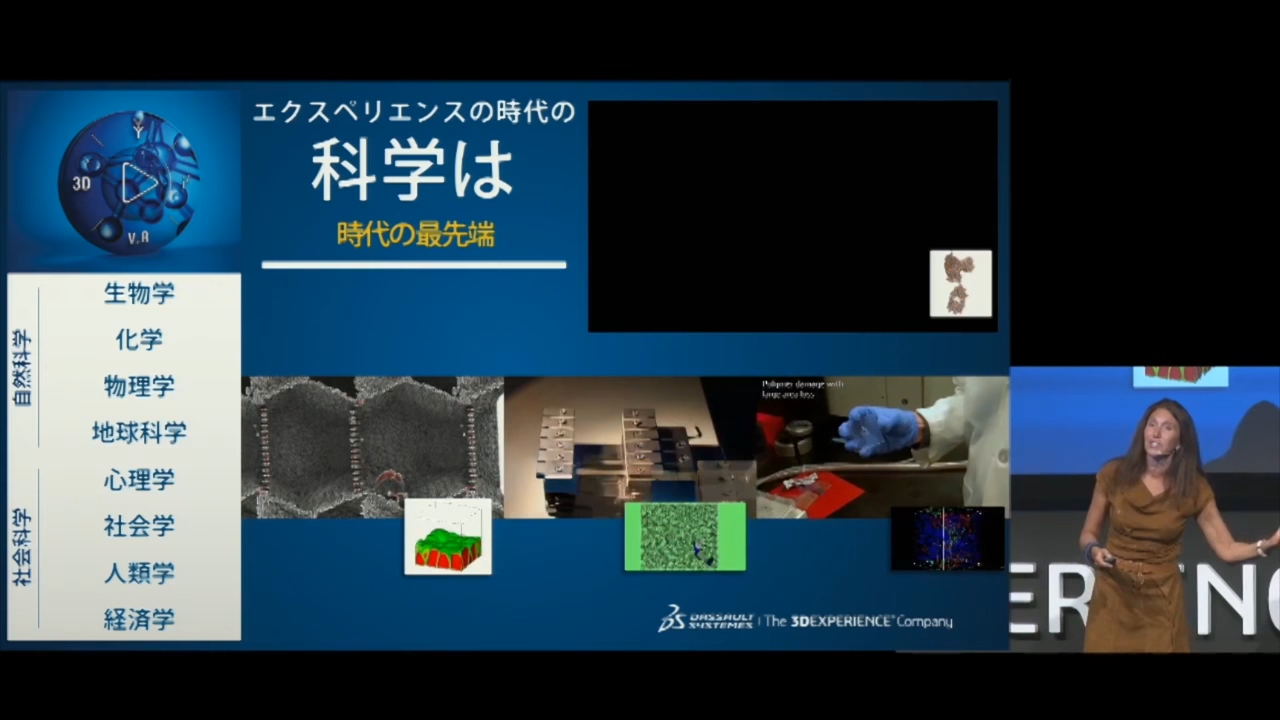 3D
V.R
エクスペリエンスの時代の
科学は
時代の最先端
自然科学
生物学
化学
物理学
地球科学
社会科学
心理学
社会学
人類学
経済学
Polymer damage with
large area loss
DASSAULT
SYSTEMES
The 3DEXPERIENCE Company